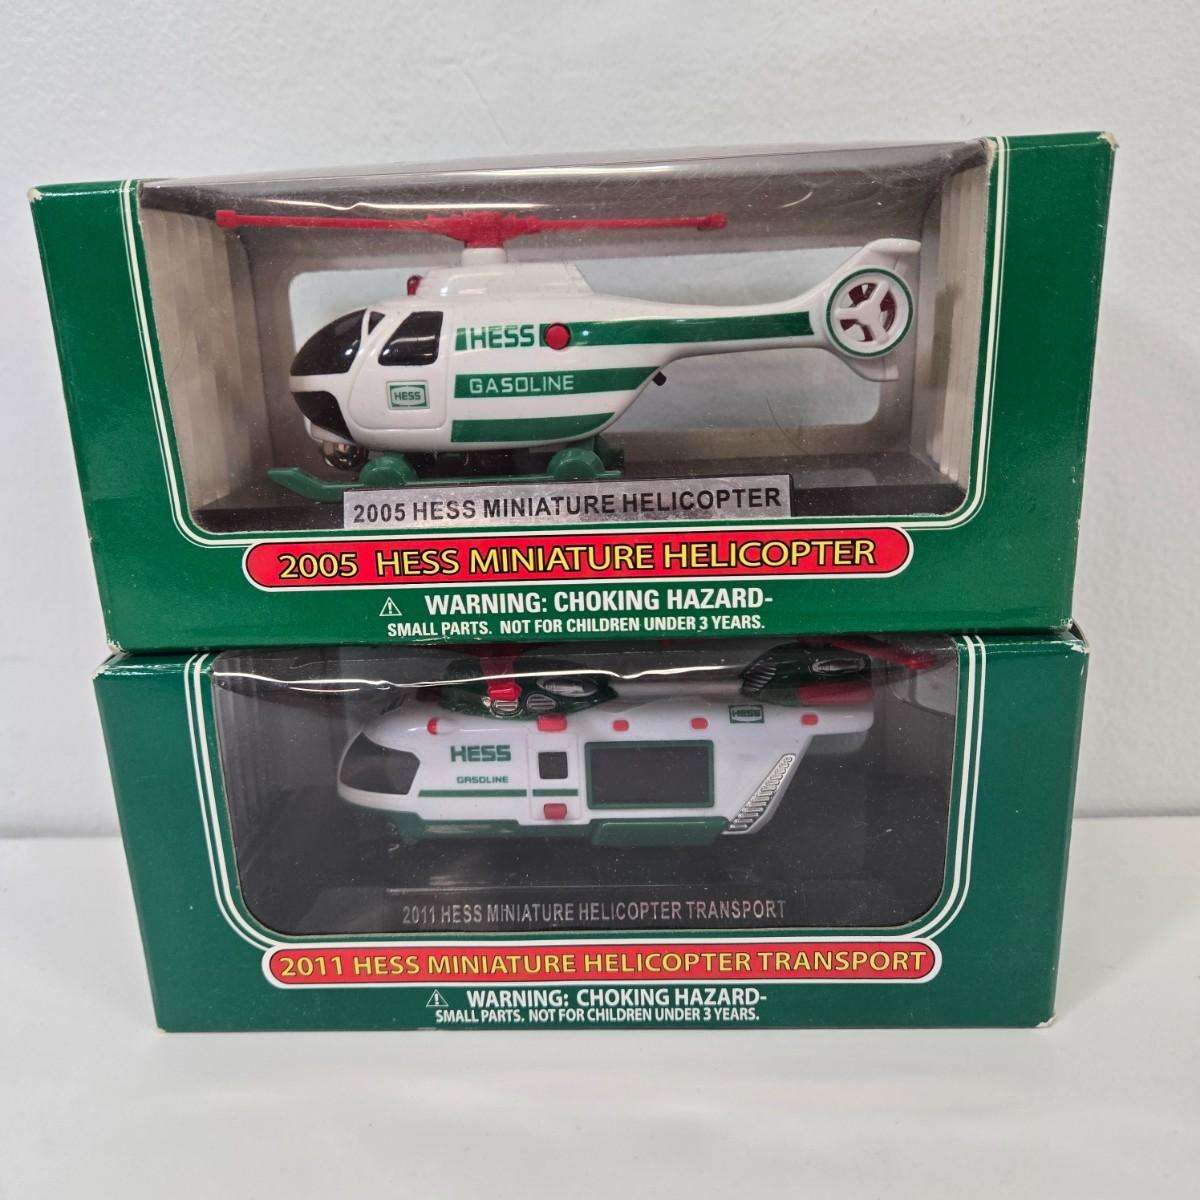 HESS
GASOLINE
HESS
2005 HESS MINIATURE HELICOPTER
2005 HESS MINIATURE HELICOPTER
⚠ WARNING: CHOKING HAZARD-
SMALL PARTS. NOT FOR CHILDREN UNDER 3 YEARS.
HESS
HESS
GASOLINE
2011 HESS MINIATURE HELICOPTER TRANSPORT
2011 HESS MINIATURE HELICOPTER TRANSPORT
⚠ WARNING: CHOKING HAZARD-
SMALL PARTS. NOT FOR CHILDREN UNDER 3 YEARS.